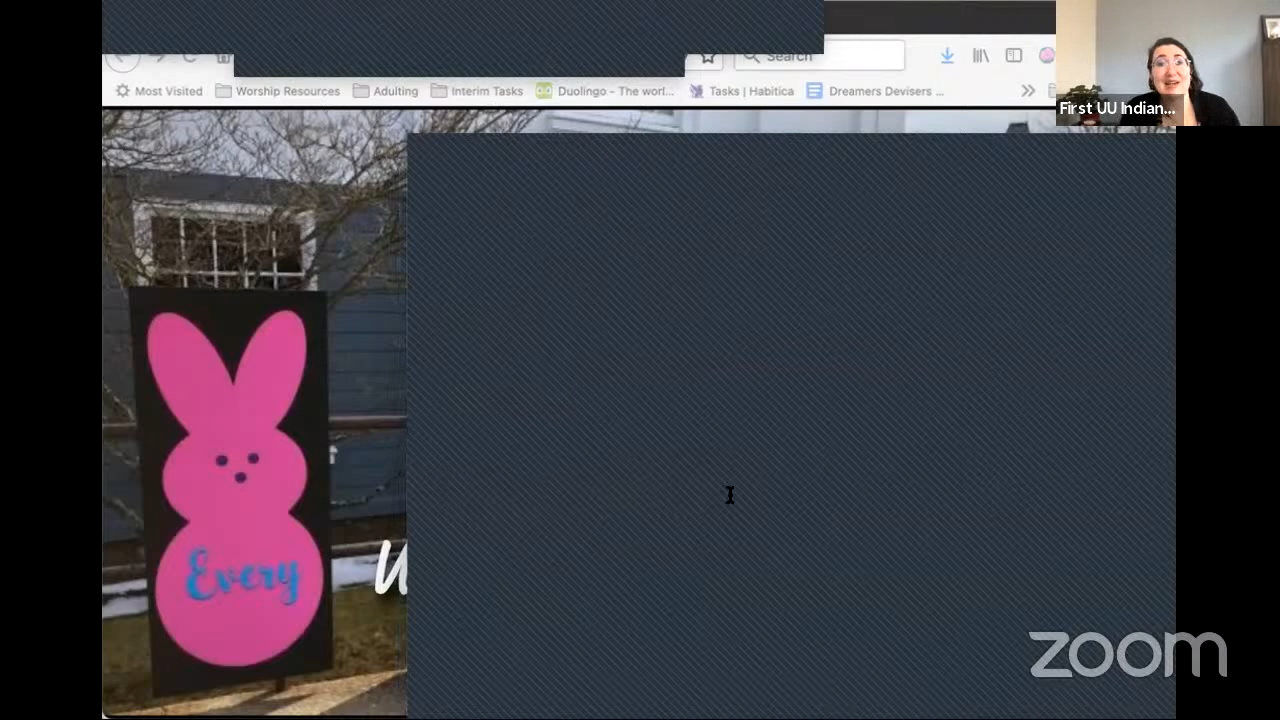 Search
Most Visited
Worship Resources
Adulting
Interim Tasks
Duolingo - The worl...
Tasks | Habitica
Dreamers Devisers ...
First UU Indian...
Every
zoom